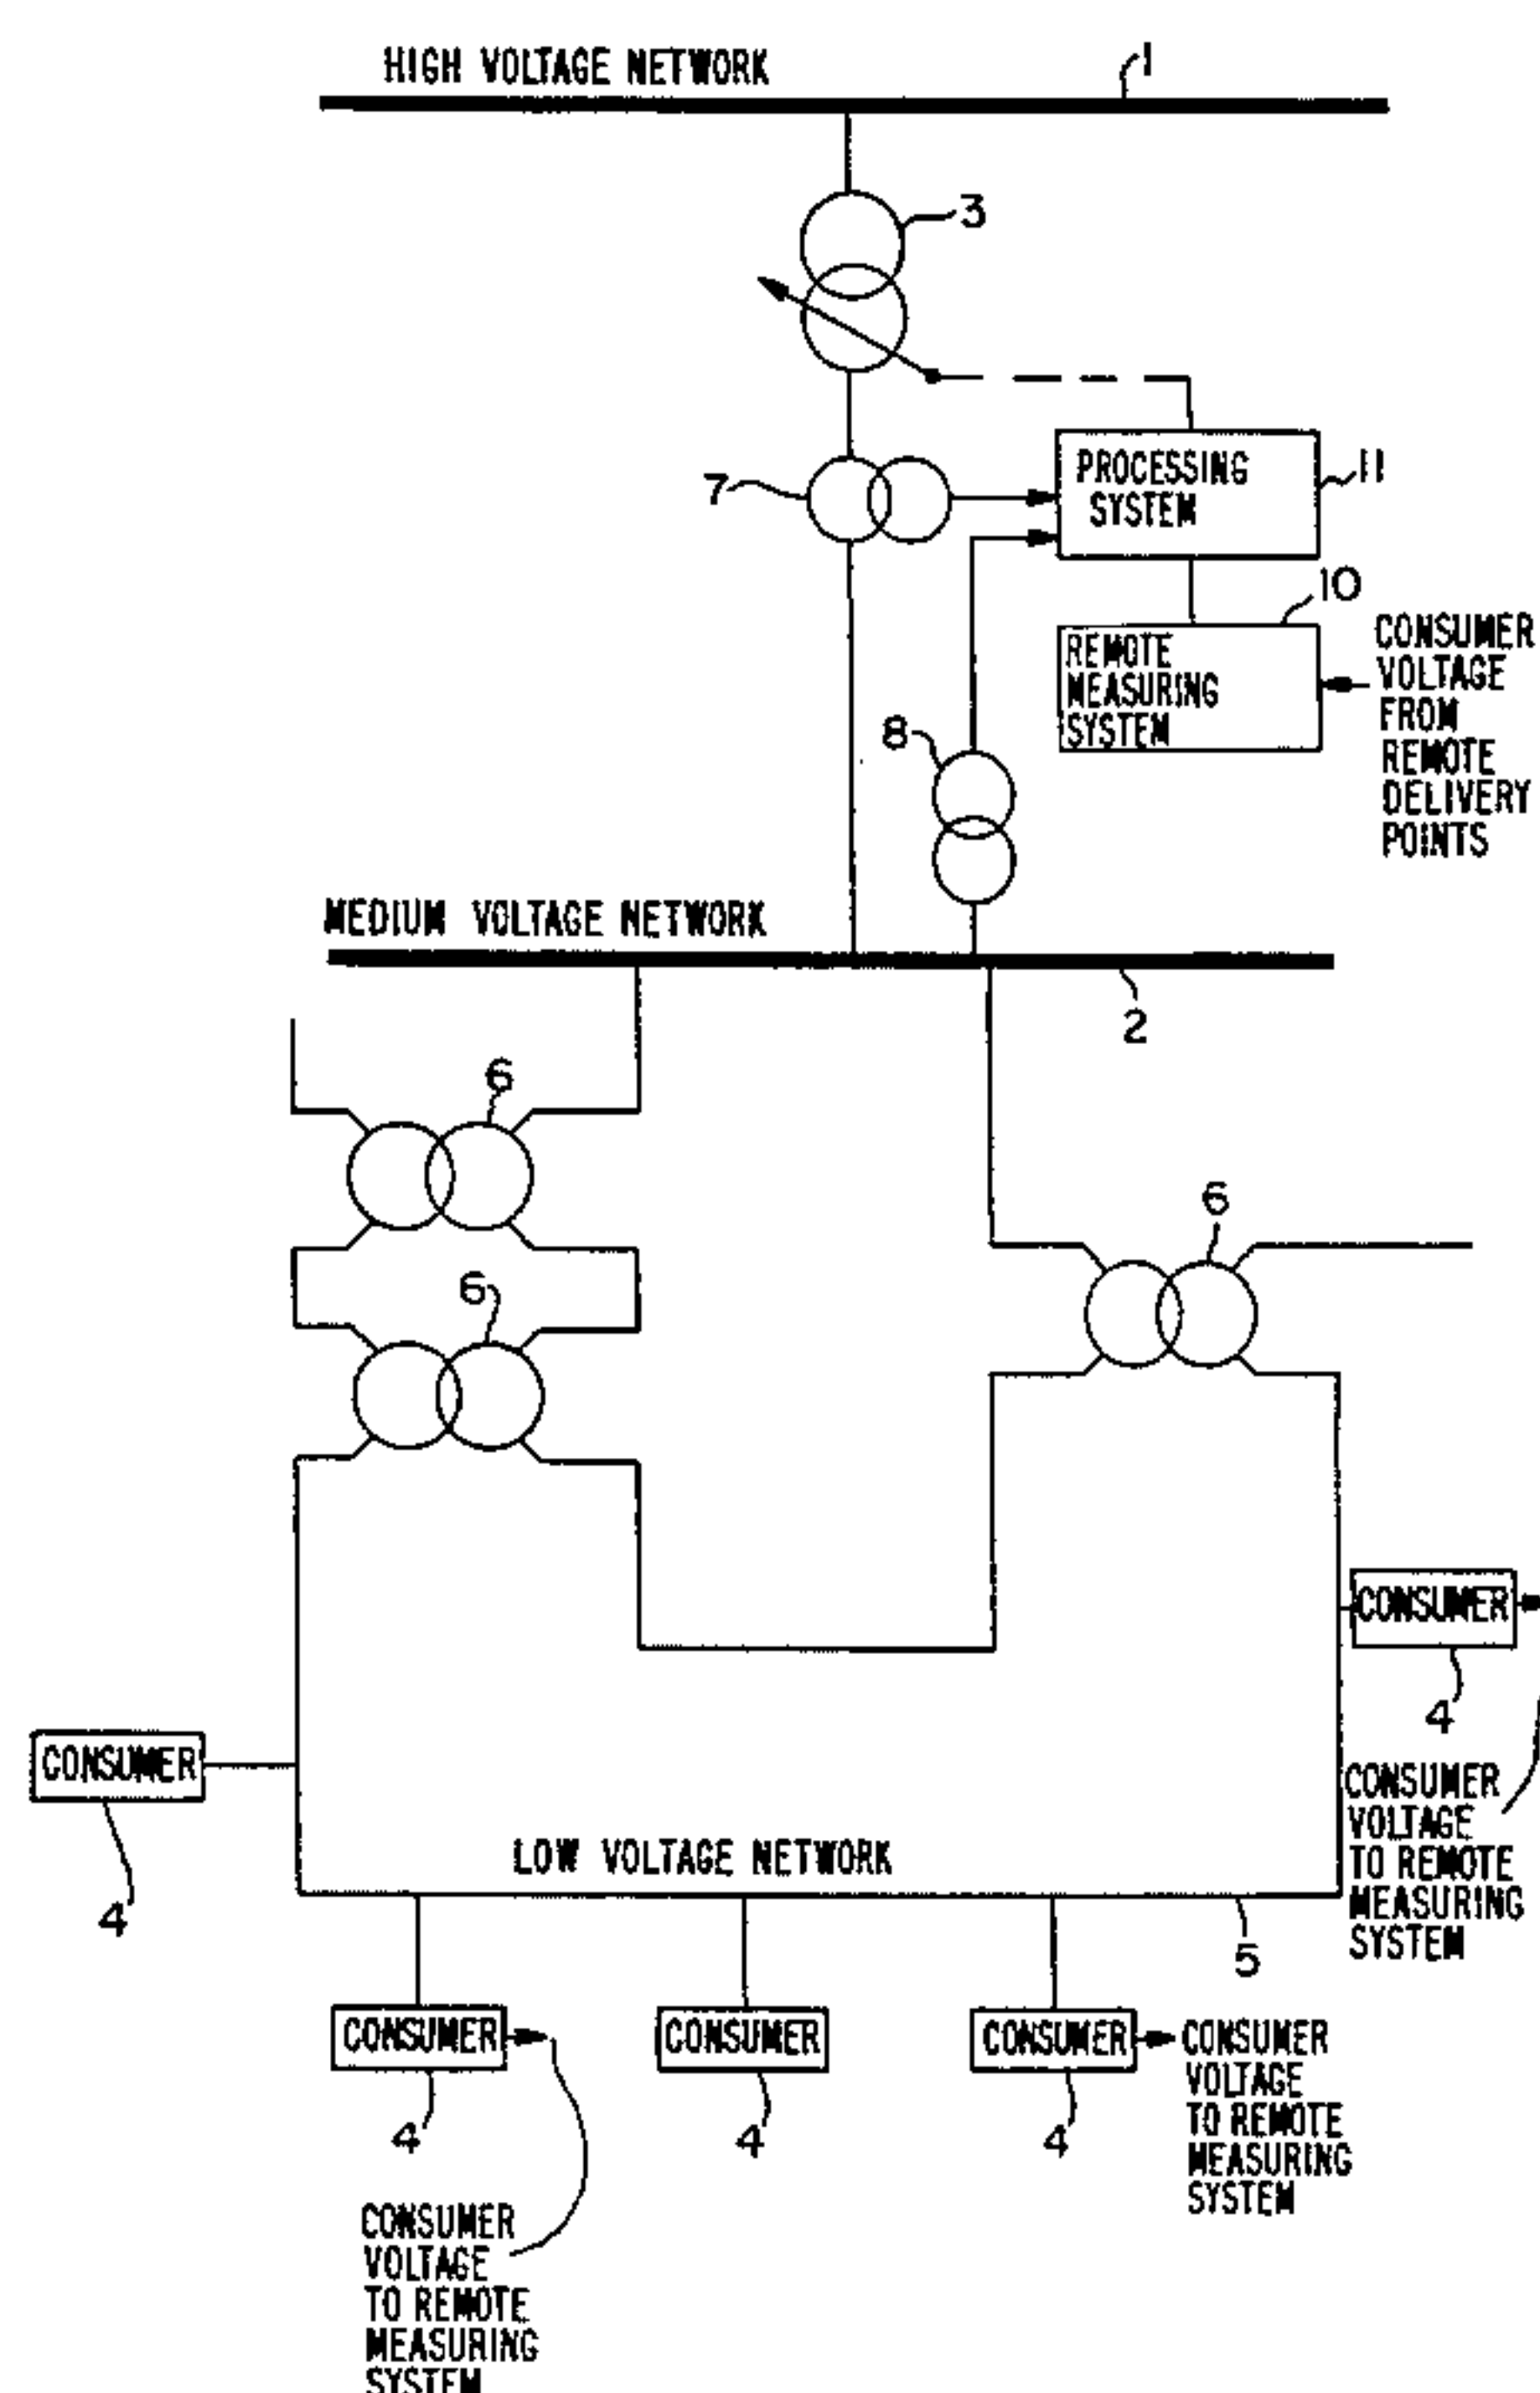 HIGH VOLTAGE NETWORK
1
3
7
PROCESSING
SYSTEM
11
10
REMOTE
MEASURING
SYSTEM
CONSUMER
VOLTAGE
FROM
REMOTE
DELIVERY
POINTS
8
MEDIUM VOLTAGE NETWORK
2
6
6
6
CONSUMER
4
CONSUMER
4
CONSUMER
VOLTAGE
TO REMOTE
MEASURING
SYSTEM
LOW VOLTAGE NETWORK
5
CONSUMER
4
CONSUMER
4
CONSUMER
4
CONSUMER
VOLTAGE
TO REMOTE
MEASURING
SYSTEM
CONSUMER
VOLTAGE
TO REMOTE
MEASURING
SYSTEM